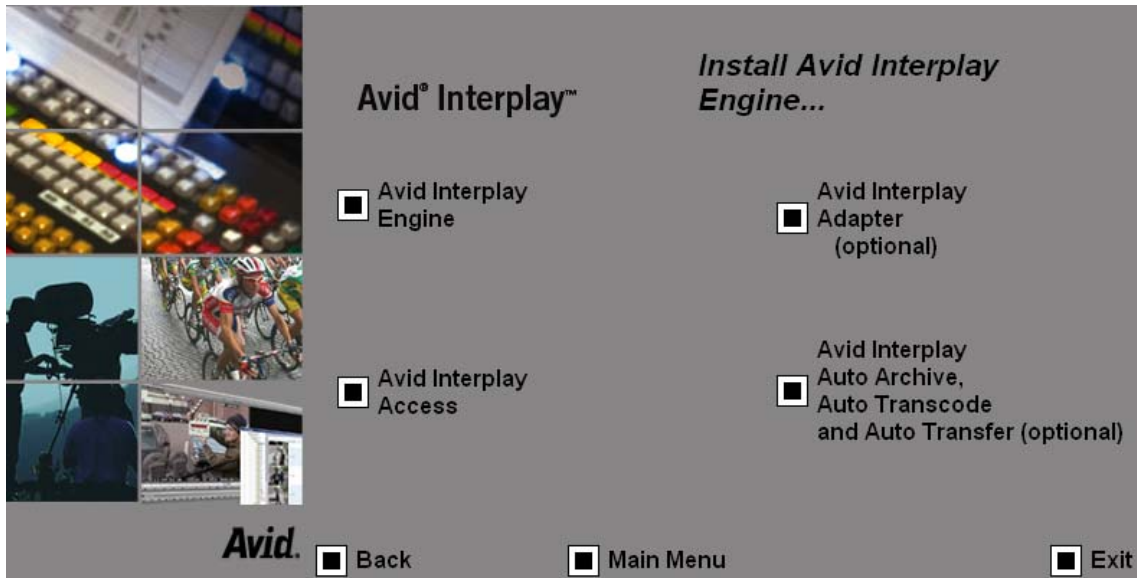 Avid® Interplay™
Install Avid Interplay
Engine...
Avid Interplay
Engine
Avid Interplay
Adapter
(optional)
Avid Interplay
Access
Avid Interplay
Auto Archive,
Auto Transcode
and Auto Transfer (optional)
Avid.
Back
Main Menu
Exit